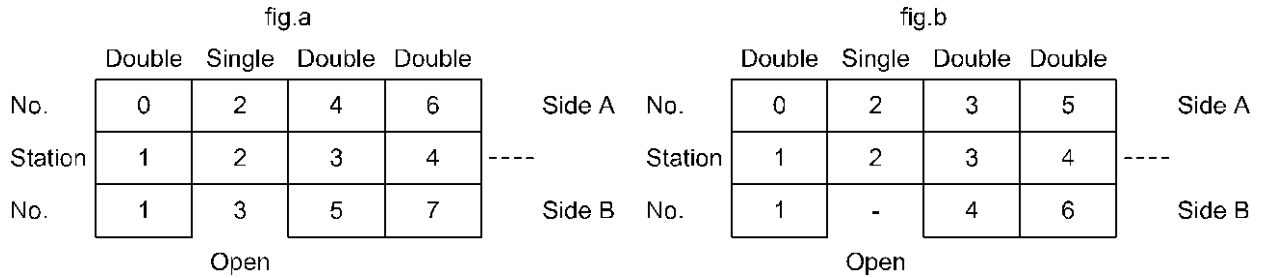 fig.a fig.b
Double Single Double Double Double Single Double Double
No. 0 2 4 6 Side A No. 0 2 3 5 Side A
Station 1 2 3 4 ---- Station 1 2 3 4 ----
No. 1 3 5 7 Side B No. 1 - 4 6 Side B
Open Open